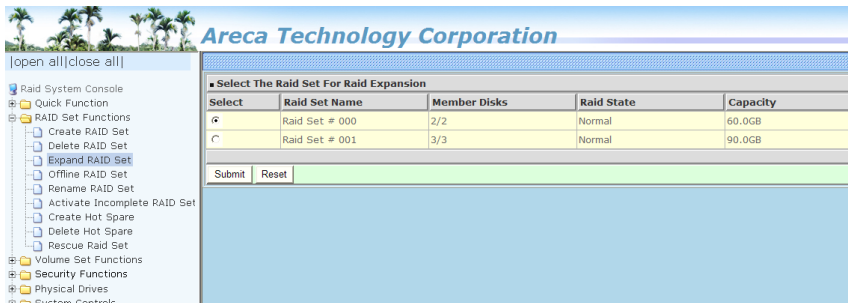 Areca Technology Corporation
|open all|close all|
Raid System Console
Quick Function
RAID Set Functions
Create RAID Set
Delete RAID Set
Expand RAID Set
Offline RAID Set
Rename RAID Set
Activate Incomplete RAID Set
Create Hot Spare
Delete Hot Spare
Rescue Raid Set
Volume Set Functions
Security Functions
Physical Drives
System Controls
Select The Raid Set For Raid Expansion
Select Raid Set Name Member Disks Raid State Capacity
Raid Set # 000 2/2 Normal 60.0GB
Raid Set # 001 3/3 Normal 90.0GB
Submit Reset